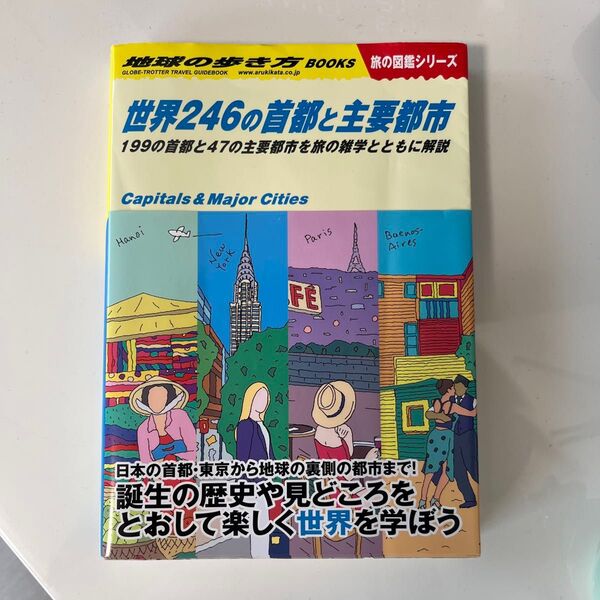 地球の歩き方 BOOKS
GLOBE-TROTTER TRAVEL GUIDEBOOK www.arukikata.co.jp
旅の図鑑シリーズ
世界246の首都と主要都市
199の首都と47の主要都市を旅の雑学とともに解説
Capitals & Major Cities
Hanoi
New York
Paris
Buenos-
Aires
CAFÉ
日本の首都・東京から地球の裏側の都市まで!
誕生の歴史や見どころを
とおして楽しく世界を学ぼう